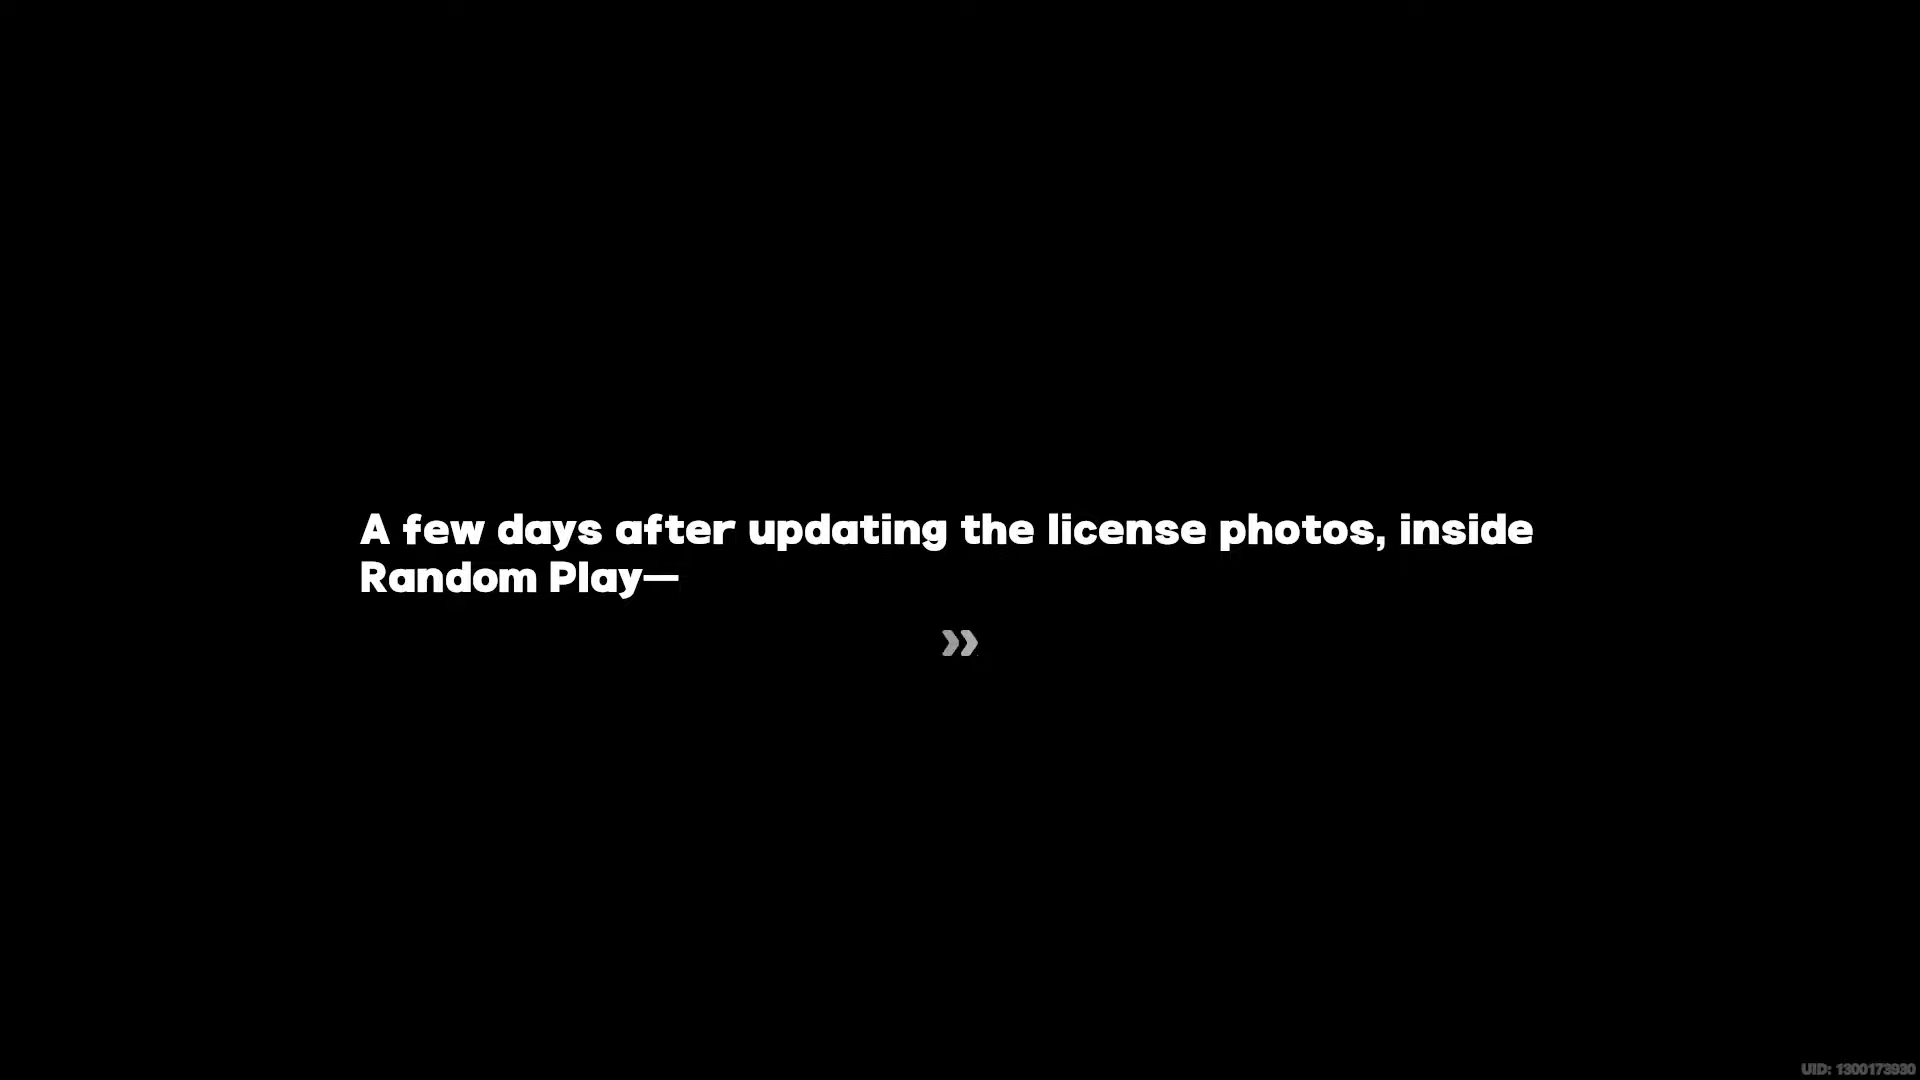 A few days after updating the license photos, inside
Random Play—
»
UID: 1300173930